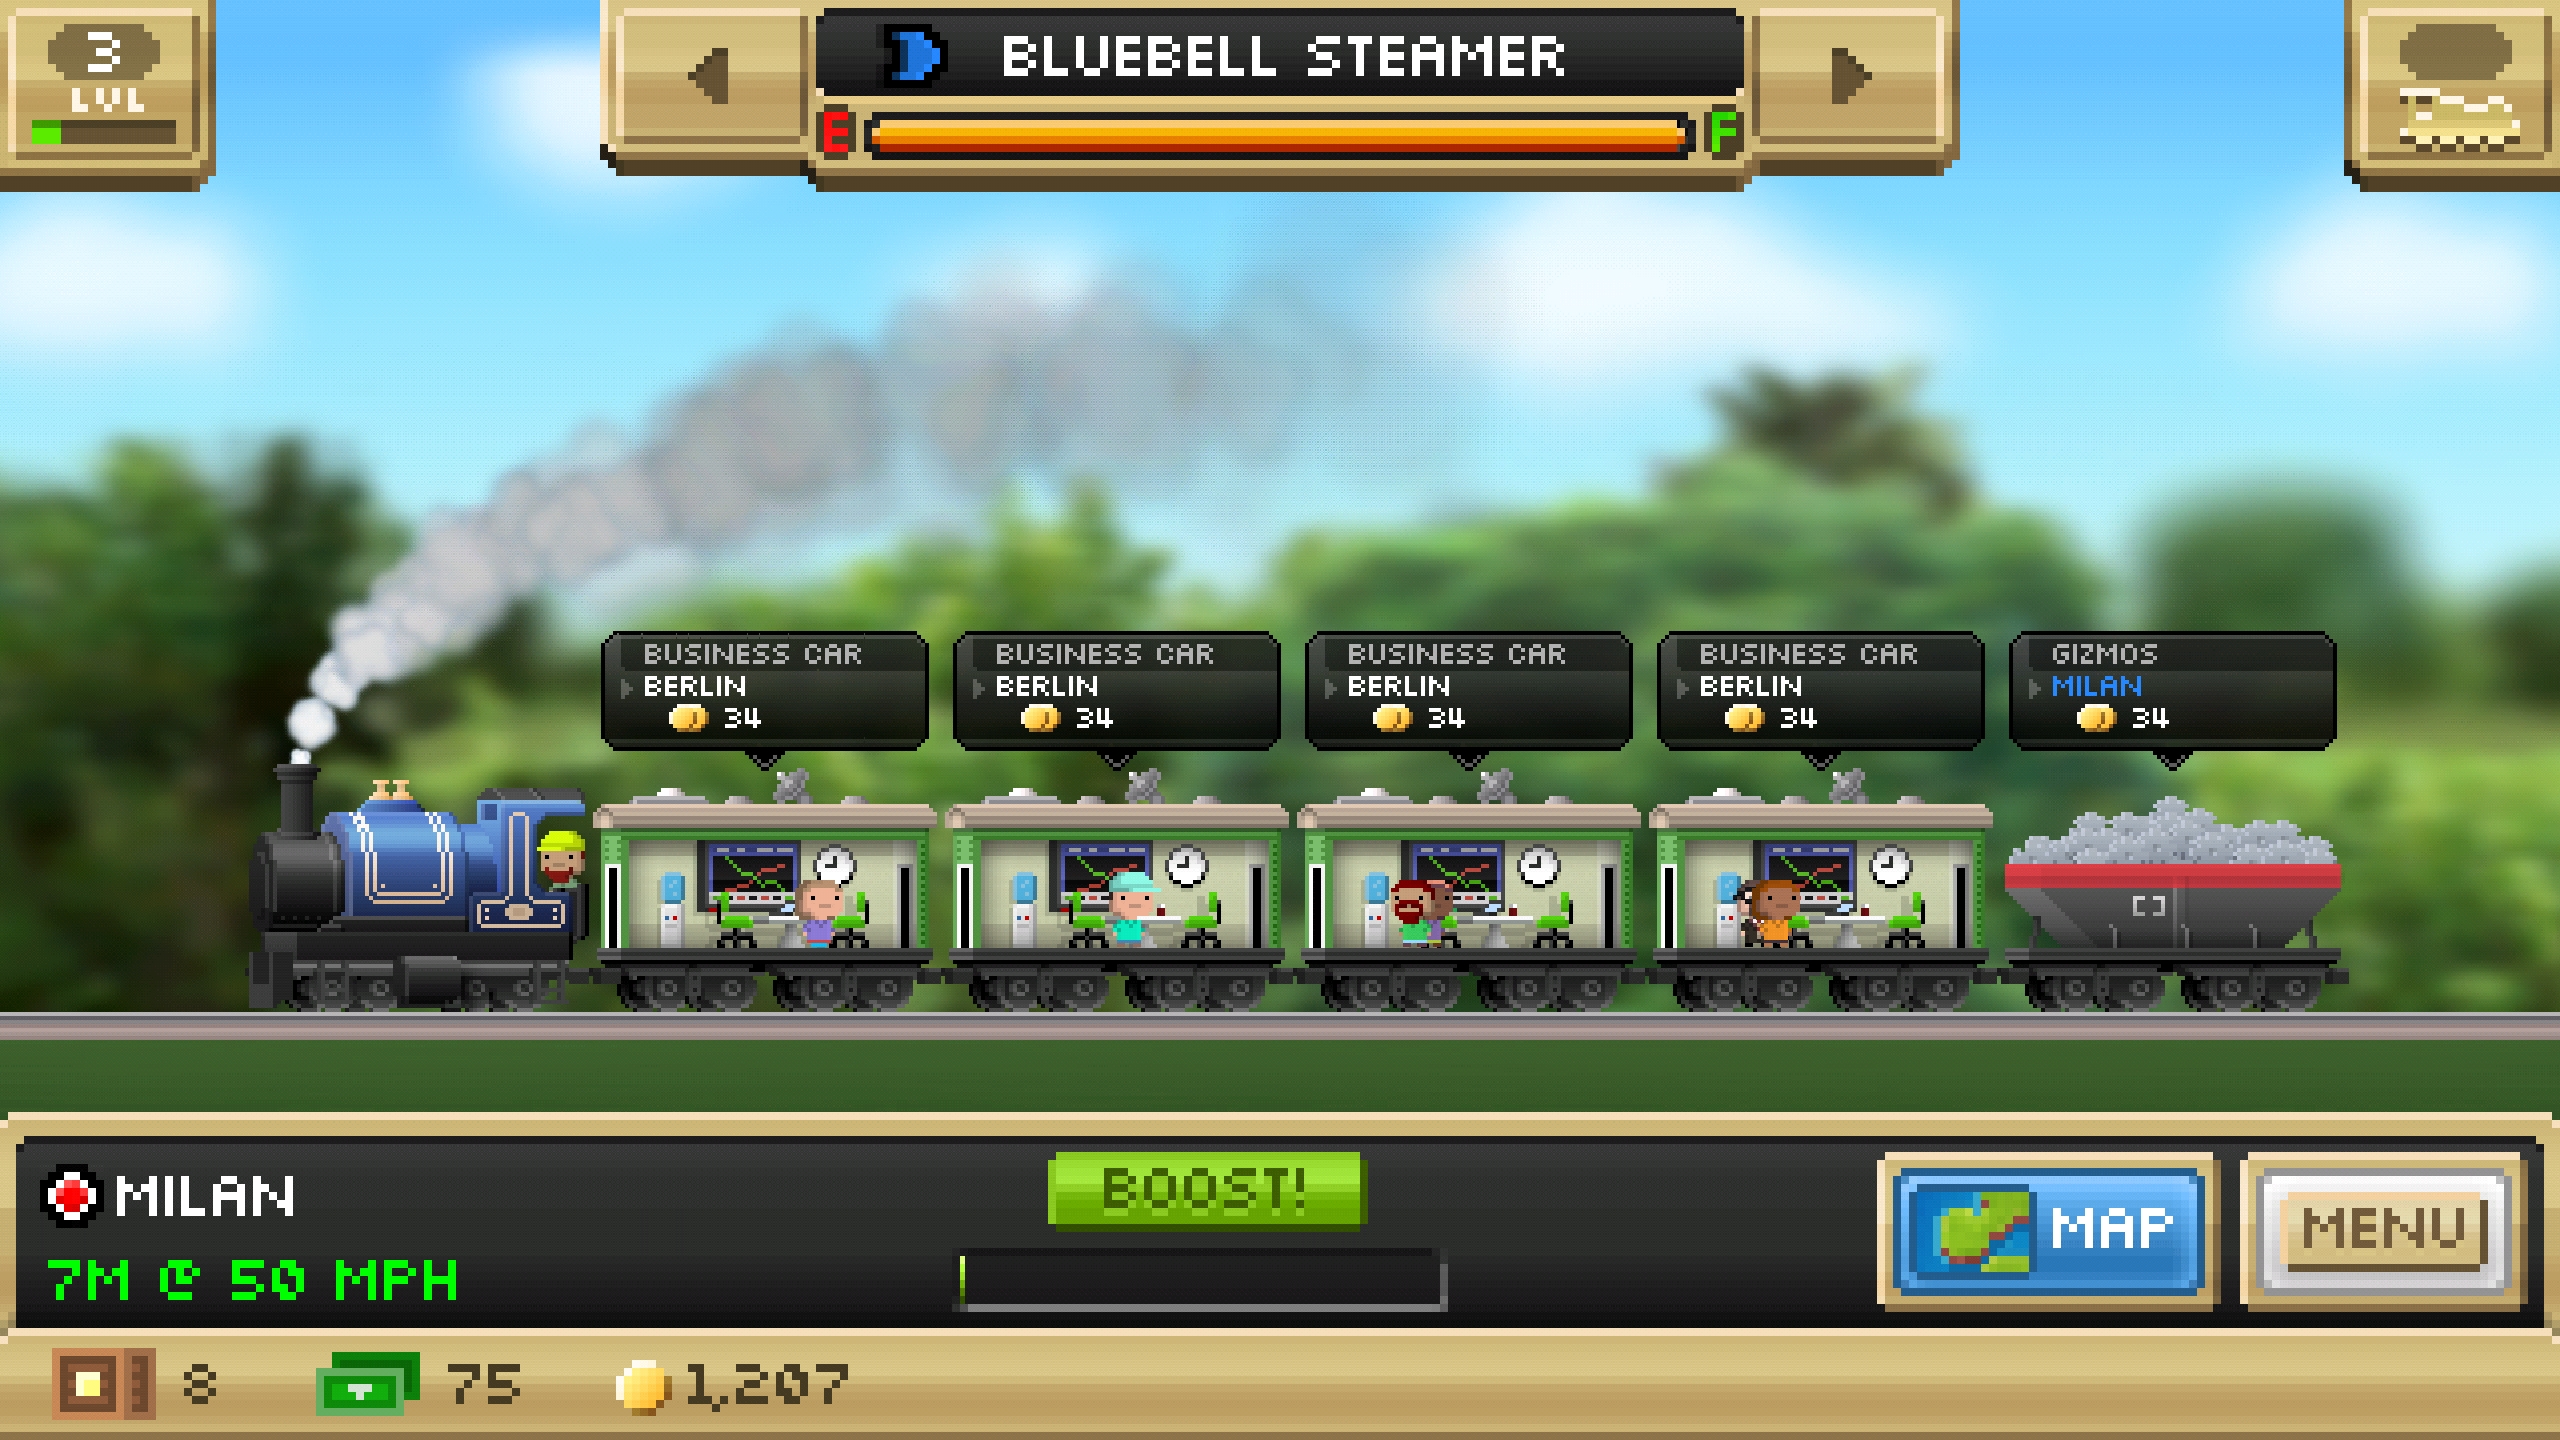 3
LVL
BLUEBELL STEAMER
E
F
BUSINESS CAR
BERLIN
34
BUSINESS CAR
BERLIN
34
BUSINESS CAR
BERLIN
34
BUSINESS CAR
BERLIN
34
GIZMOS
MILAN
34
MILAN
7M @ 50 MPH
BOOST!
MAP
MENU
8
75
1,207